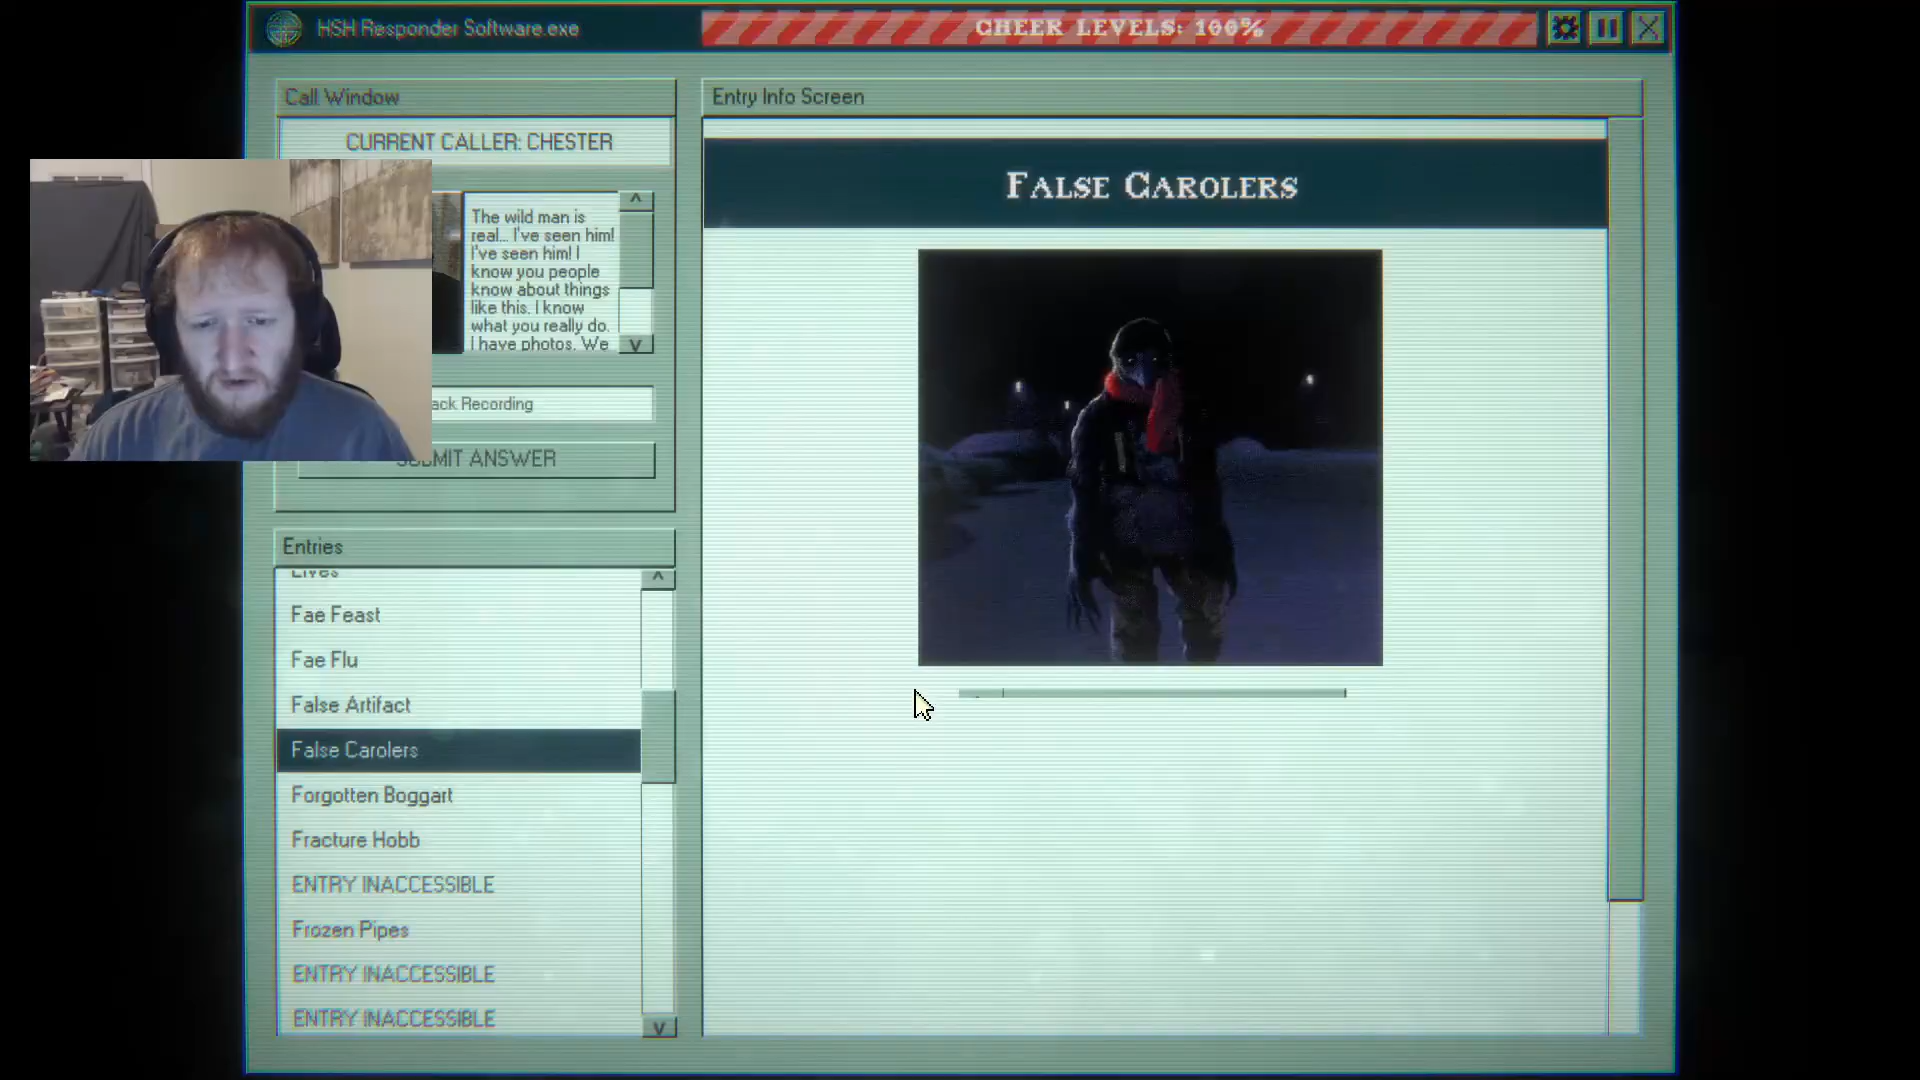 HSH Responder Software.exe
CHEER LEVELS: 100%
Call Window
CURRENT CALLER: CHESTER
The wild man is
real... I've seen him!
I've seen him! I
know you people
know about things
like this. I know
what you really do.
I have photos. We
ack Recording
SUBMIT ANSWER
Entries
Lives
Fae Feast
Fae Flu
False Artifact
False Carolers
Forgotten Boggart
Fracture Hobb
ENTRY INACCESSIBLE
Frozen Pipes
ENTRY INACCESSIBLE
ENTRY INACCESSIBLE
Entry Info Screen
False Carolers